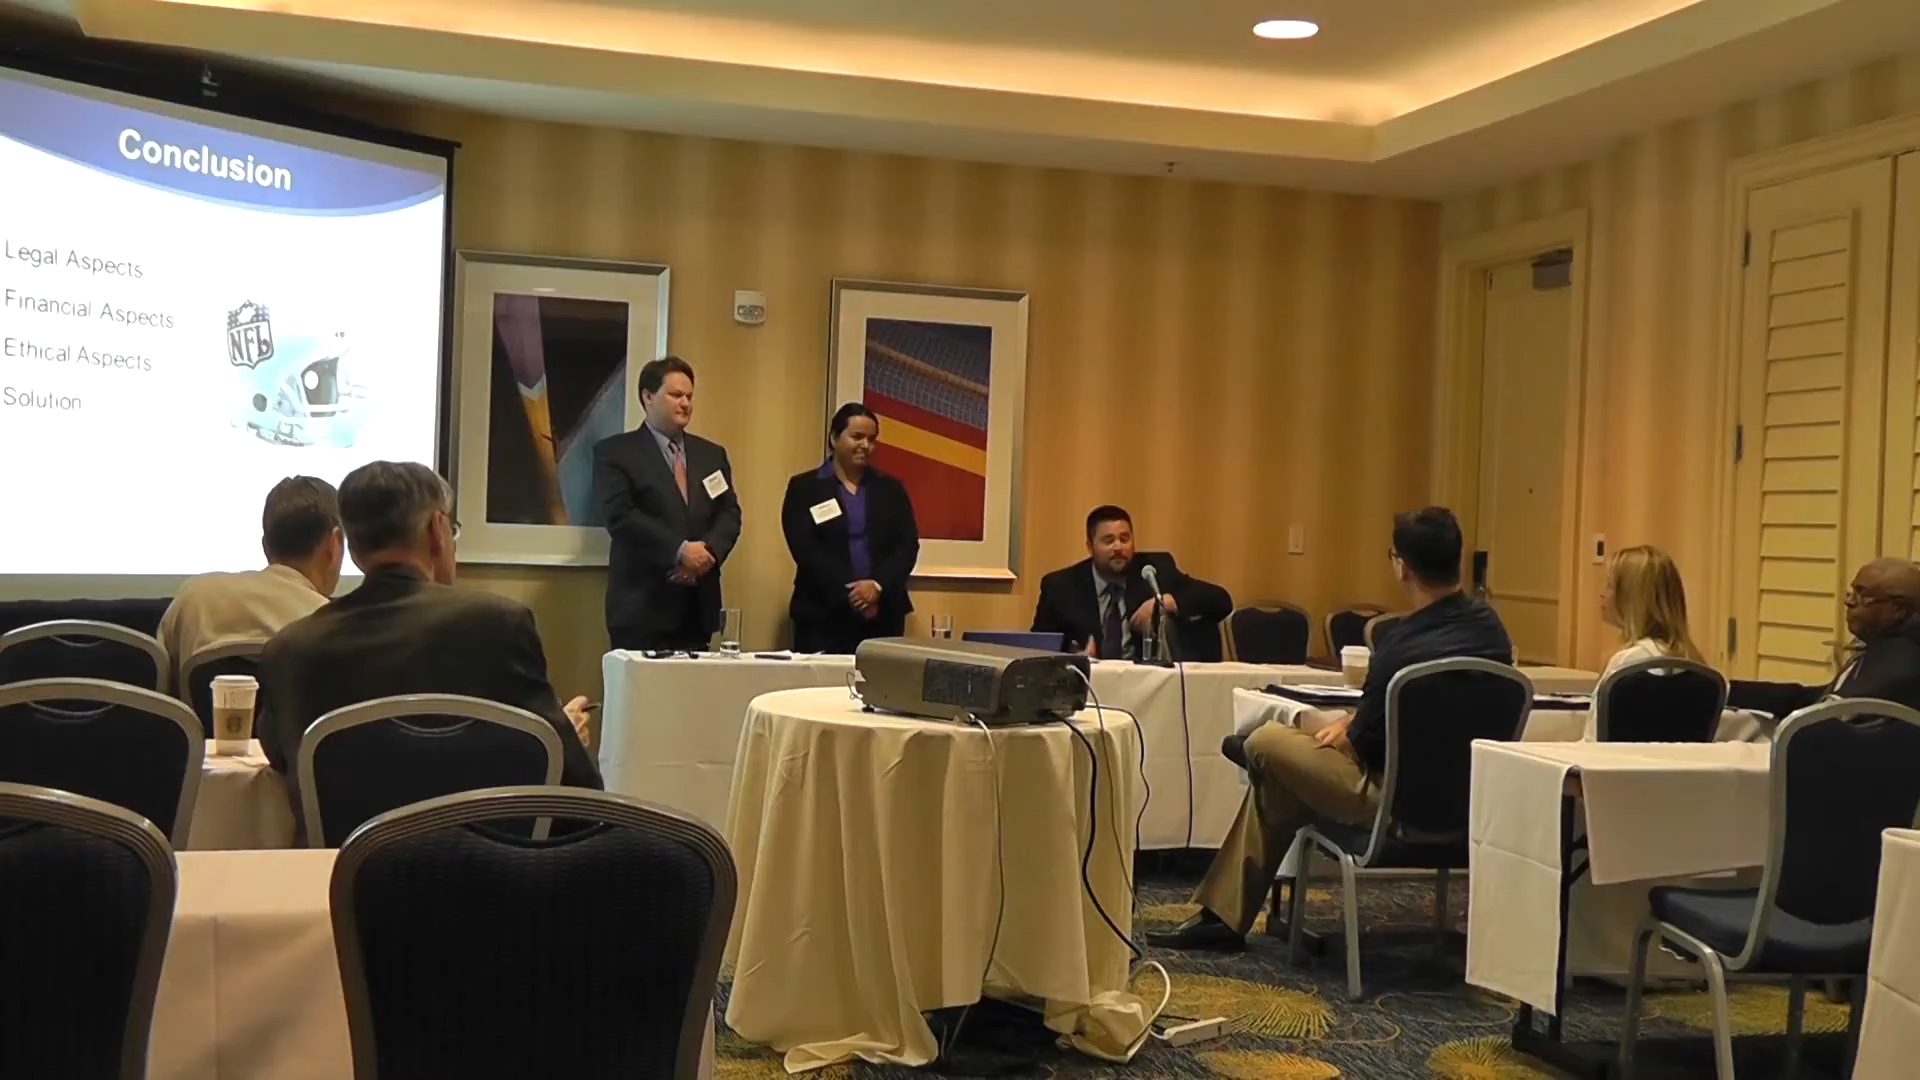 Conclusion
Legal Aspects
Financial Aspects
Ethical Aspects
Solution
NFL